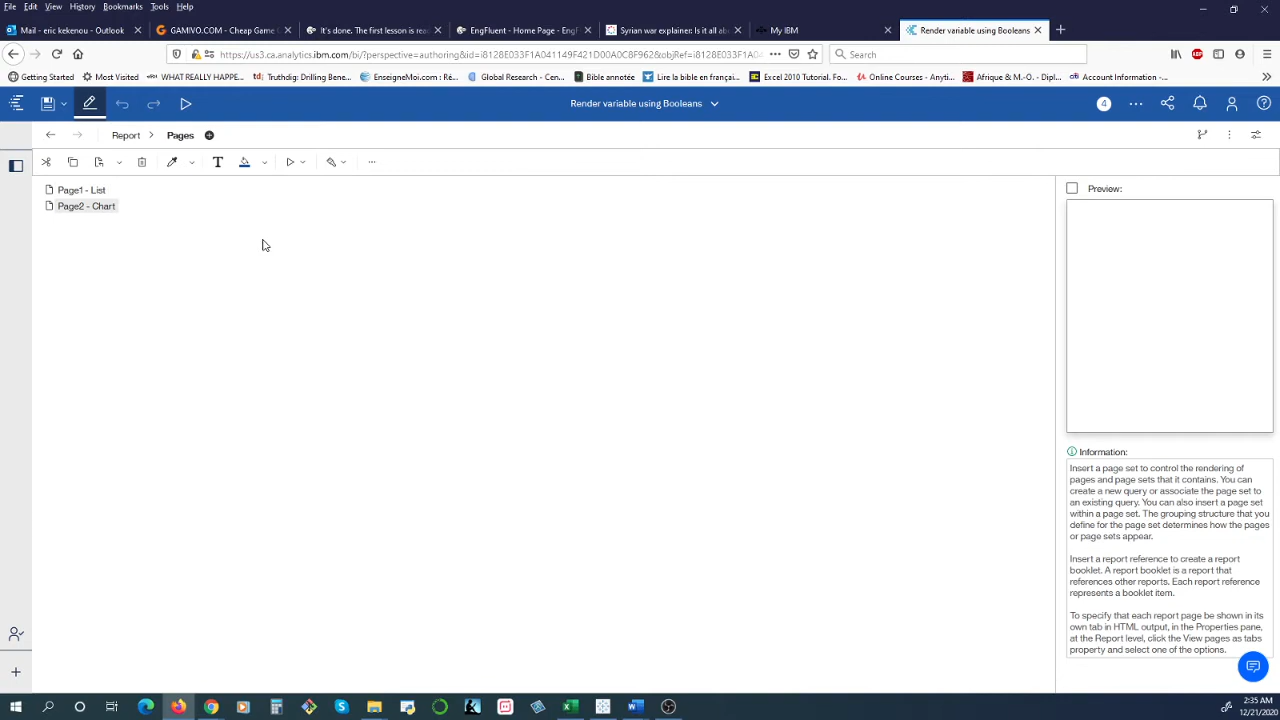 File Edit View History Bookmarks Tools Help
Mail - eric kekenou - Outlook
GAMIVO.COM - Cheap Game
It's done. The first lesson is rea
EngFluent - Home Page - EngF
Syrian war explainer: Is it all ab
My IBM
Render variable using Booleans
https://us3.ca.analytics.ibm.com/bi/?perspective=authoring&id=i8128E033F1A041149F421D00A0C8F962&objRef=i8128E033F1A04
Search
Getting Started
Most Visited
WHAT REALLY HAPPE...
Truthdig: Drilling Bene...
EnseigneMoi.com : Ré...
Global Research - Cen...
Bible annotée
Lire la bible en françai...
Excel 2010 Tutorial. Fo...
Online Courses - Anyti...
Afrique & M.-O. - Dipl...
Account Information -...
Render variable using Booleans
4
Report
Pages
Page1 - List
Page2 - Chart
Preview:
Information:
Insert a page set to control the rendering of
pages and page sets that it contains. You can
create a new query or associate the page set to
an existing query. You can also insert a page set
within a page set. The grouping structure that you
define for the page set determines how the pages
or page sets appear.
Insert a report reference to create a report
booklet. A report booklet is a report that
references other reports. Each report reference
represents a booklet item.
To specify that each report page be shown in its
own tab in HTML output, in the Properties pane,
at the Report level, click the View pages as tabs
property and select one of the options.
2:35 AM
12/21/2020